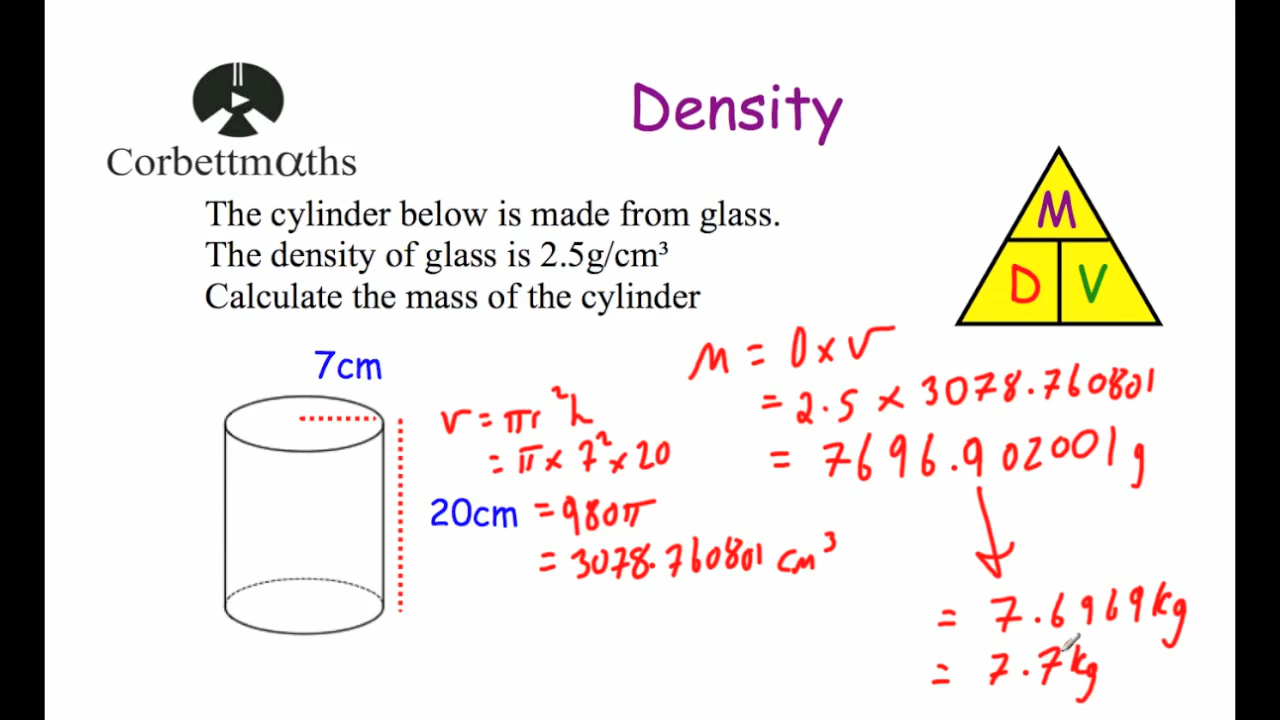 Density
Corbettmαths
The cylinder below is made from glass.
The density of glass is 2.5g/cm³
Calculate the mass of the cylinder
M
D V
7cm
20cm
V = πr²h
= π × 7² × 20
= 980π
= 3078.760801 cm³
M = D × V
= 2.5 × 3078.760801
= 7696.902001g
= 7.6969kg
= 7.7kg